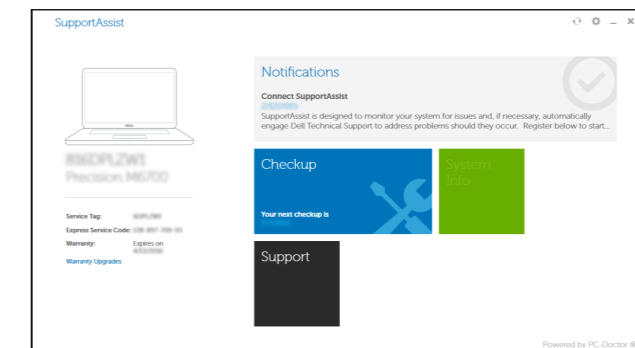 SupportAssist
Notifications
Connect SupportAssist
SupportAssist is designed to monitor your system for issues and, if necessary, automatically
engage Dell Technical Support to address problems should they occur. Register below to start...
Precision M6700
Checkup
System
Info
Your next checkup is
Service Tag:
Express Service Code:
Warranty: Expires on
Warranty Upgrades
Support
Powered by PC-Doctor ®